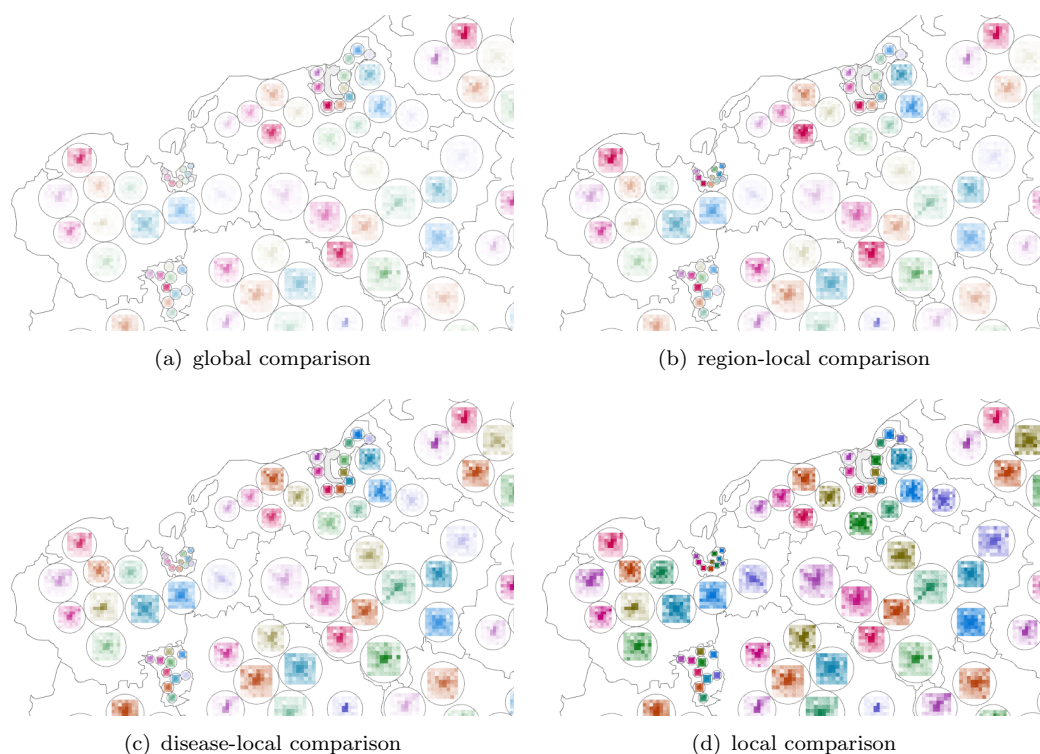 (a) global comparison
(b) region-local comparison
(c) disease-local comparison
(d) local comparison